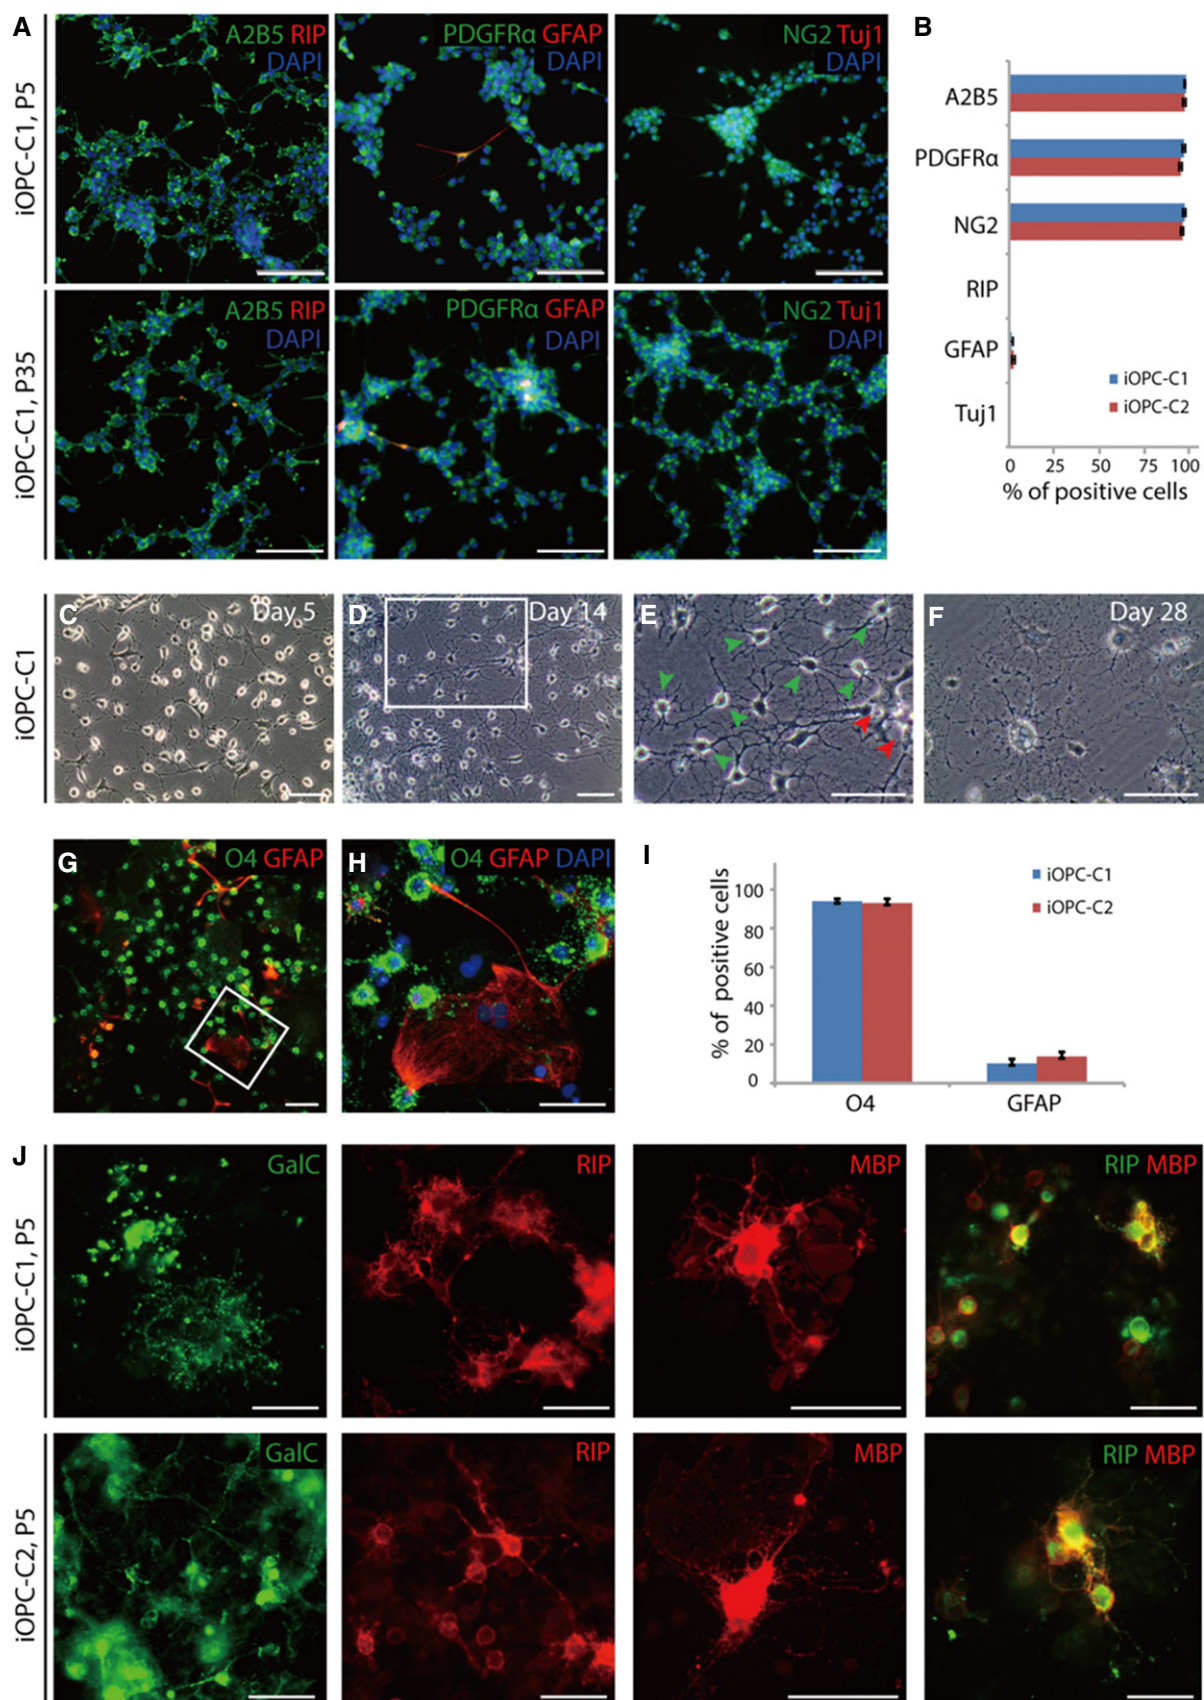 A
B
iOPC-C1, P5
A2B5 RIP
DAPI
PDGFRα GFAP
DAPI
NG2 Tuj1
DAPI
iOPC-C1, P35
A2B5 RIP
DAPI
PDGFRα GFAP
DAPI
NG2 Tuj1
DAPI
A2B5
PDGFRα
NG2
RIP
GFAP
Tuj1
iOPC-C1
iOPC-C2
0 25 50 75 100
% of positive cells
iOPC-C1
C
Day 5
D
Day 14
E
F
Day 28
G
O4 GFAP
H
O4 GFAP DAPI
I
% of positive cells
100
80
60
40
20
0
O4
GFAP
iOPC-C1
iOPC-C2
J
iOPC-C1, P5
GalC
RIP
MBP
RIP MBP
iOPC-C2, P5
GalC
RIP
MBP
RIP MBP